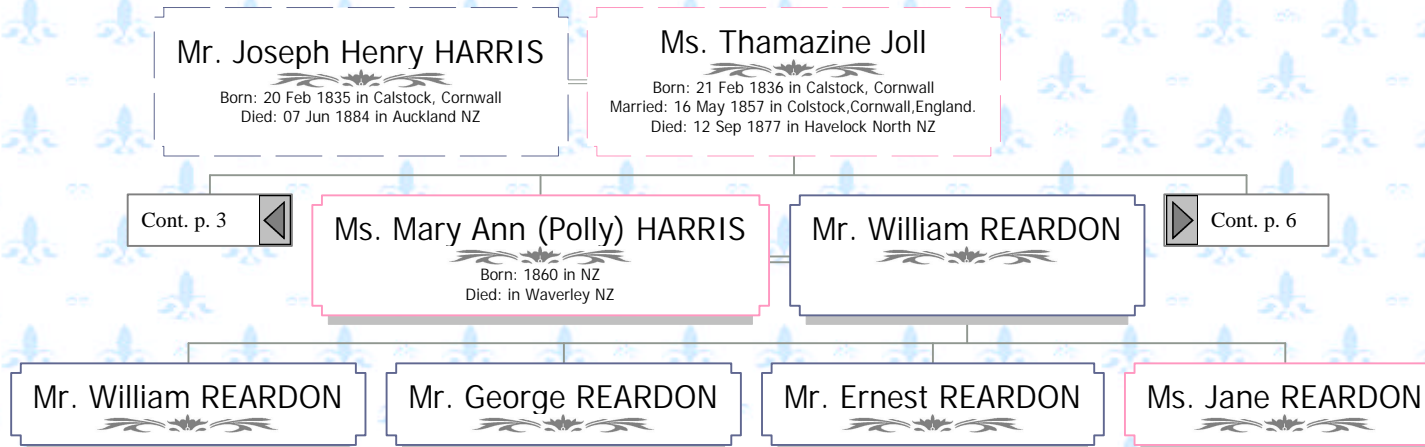 Mr. Joseph Henry HARRIS
Born: 20 Feb 1835 in Calstock, Cornwall
Died: 07 Jun 1884 in Auckland NZ
Ms. Thamazine Joll
Born: 21 Feb 1836 in Calstock, Cornwall
Married: 16 May 1857 in Colstock,Cornwall,England.
Died: 12 Sep 1877 in Havelock North NZ
Cont. p. 3
Ms. Mary Ann (Polly) HARRIS
Born: 1860 in NZ
Died: in Waverley NZ
Mr. William REARDON
Cont. p. 6
Mr. William REARDON
Mr. George REARDON
Mr. Ernest REARDON
Ms. Jane REARDON